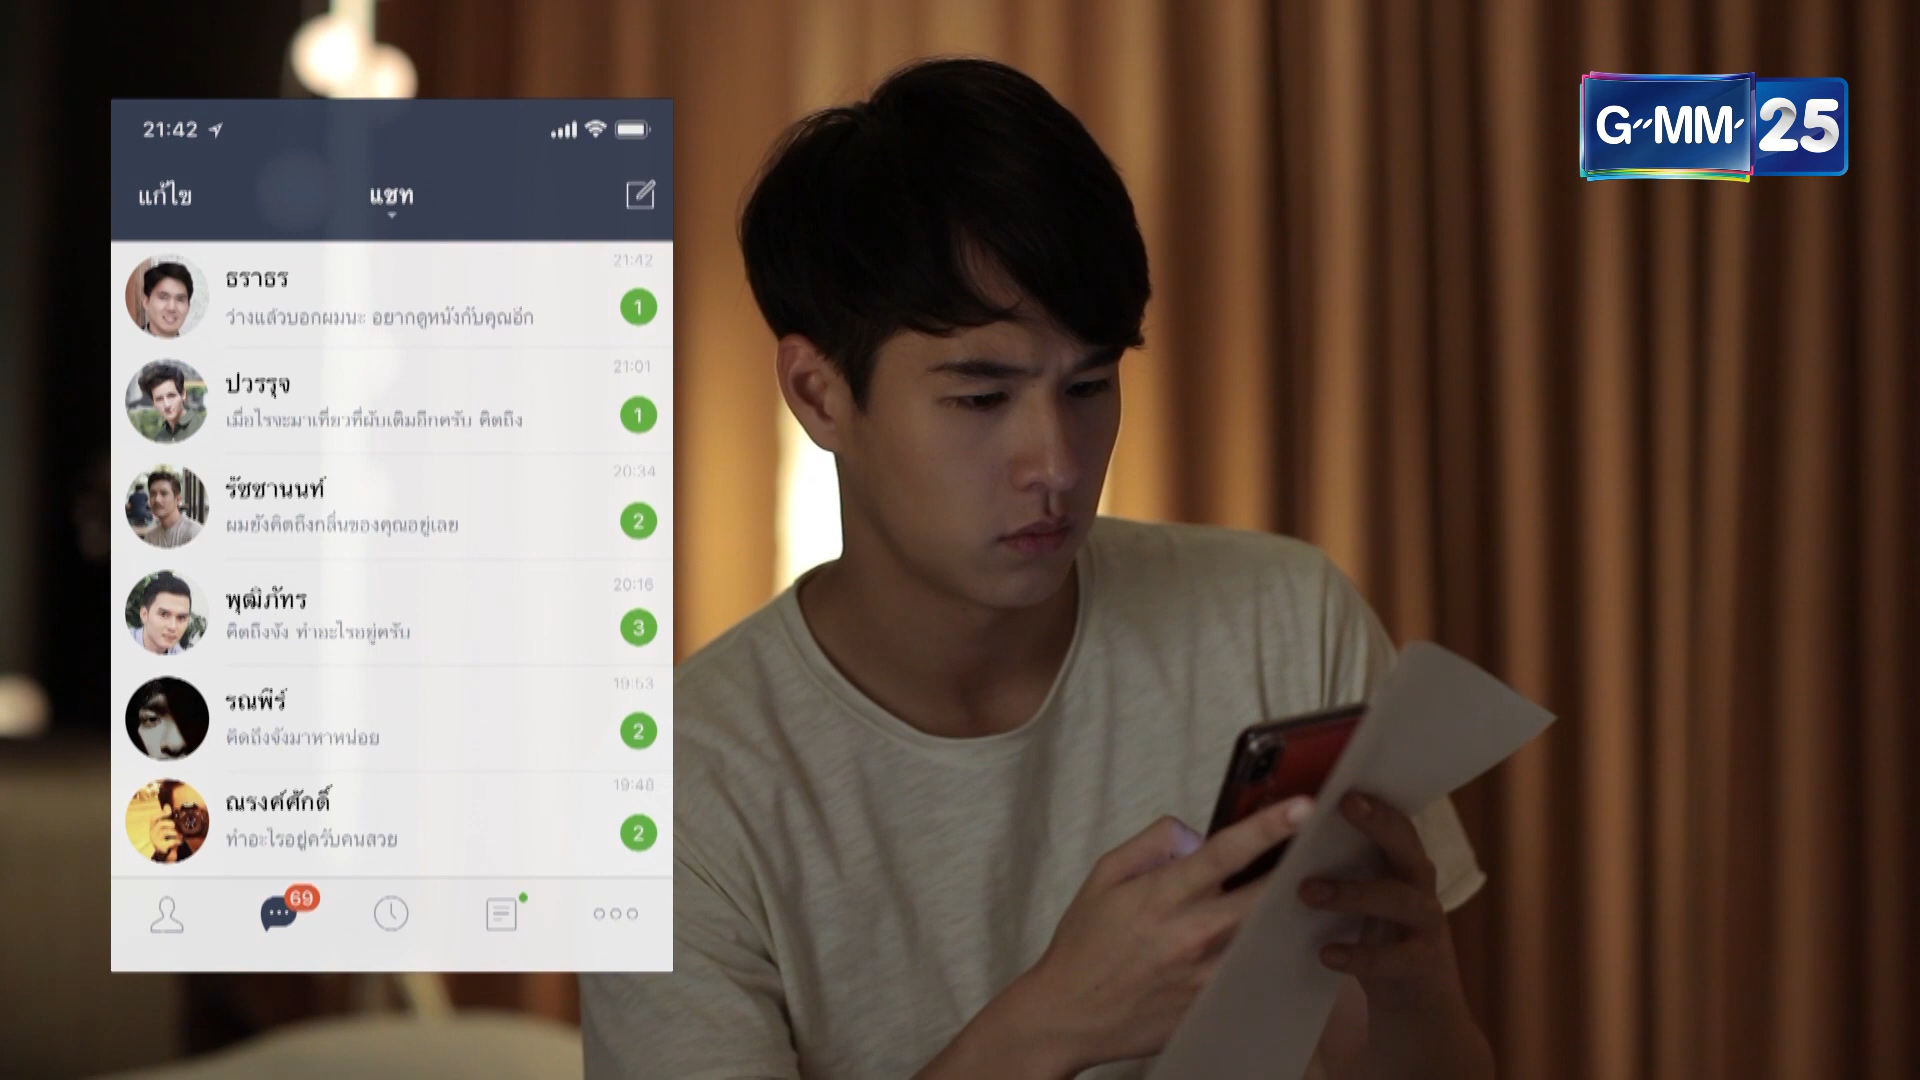 21:42
แก้ไข
แชท
ธราธร
21:42
ว่างแล้วบอกผมนะ อยากดูหนังกับคุณอีก
1
ปวรรุจ
21:01
เมื่อไรจะมาเที่ยวที่ผับเดิมอีกครับ คิดถึง
1
รัชชานนท์
20:34
ผมยังคิดถึงกลิ่นของคุณอยู่เลย
2
พุฒิภัทร
20:16
คิดถึงจัง ทำอะไรอยู่ครับ
3
รณพีร์
19:53
คิดถึงจังมาหาหน่อย
2
ณรงค์ศักดิ์
19:48
ทำอะไรอยู่ครับคนสวย
2
69
GMM 25